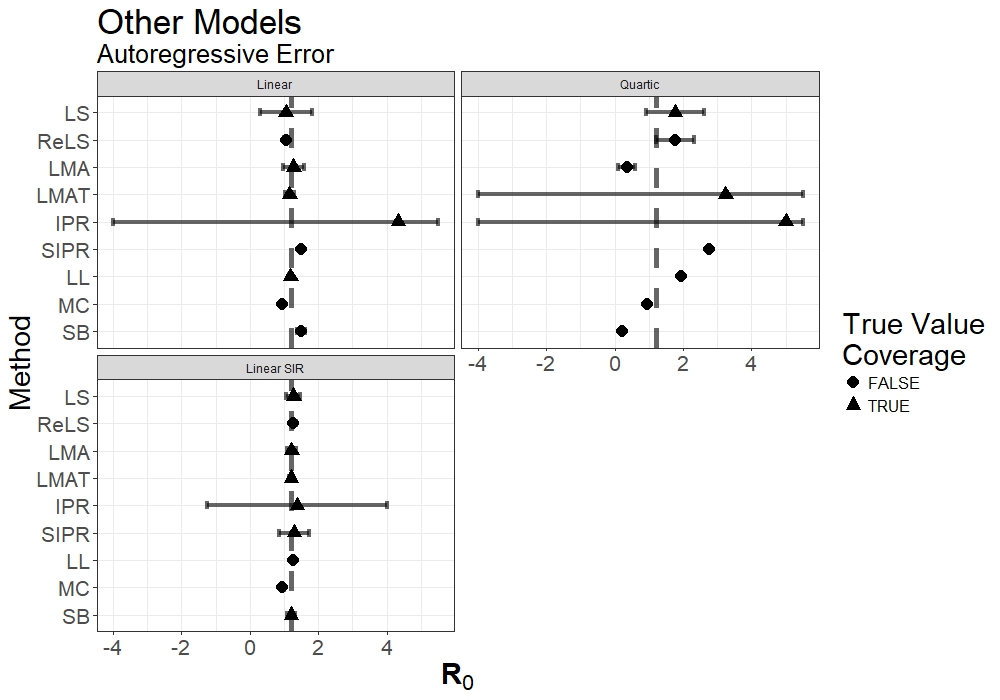 Other Models
Autoregressive Error
Linear
Quartic
LS
ReLS
LMA
LMAT
IPR
SIPR
LL
MC
SB
-4 -2 0 2 4
Linear SIR
LS
ReLS
LMA
LMAT
IPR
SIPR
LL
MC
SB
-4 -2 0 2 4
Method
R0
True Value
Coverage
FALSE
TRUE